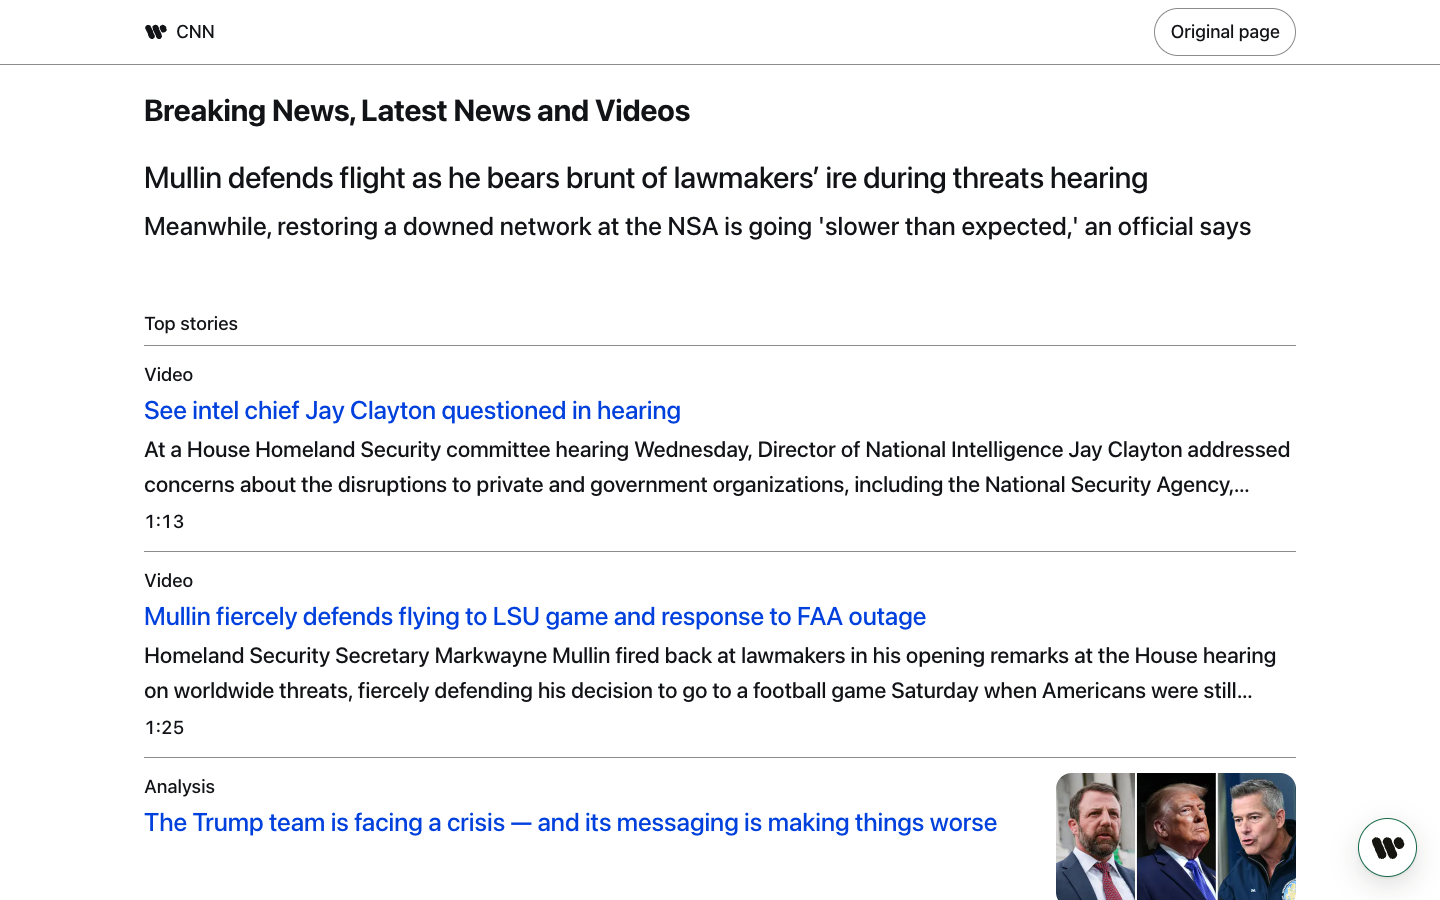 CNN
Original page
Breaking News, Latest News and Videos
Mullin defends flight as he bears brunt of lawmakers’ ire during threats hearing
Meanwhile, restoring a downed network at the NSA is going 'slower than expected,' an official says
Top stories
Video
See intel chief Jay Clayton questioned in hearing
At a House Homeland Security committee hearing Wednesday, Director of National Intelligence Jay Clayton addressed
concerns about the disruptions to private and government organizations, including the National Security Agency,...
1:13
Video
Mullin fiercely defends flying to LSU game and response to FAA outage
Homeland Security Secretary Markwayne Mullin fired back at lawmakers in his opening remarks at the House hearing
on worldwide threats, fiercely defending his decision to go to a football game Saturday when Americans were still...
1:25
Analysis
The Trump team is facing a crisis — and its messaging is making things worse